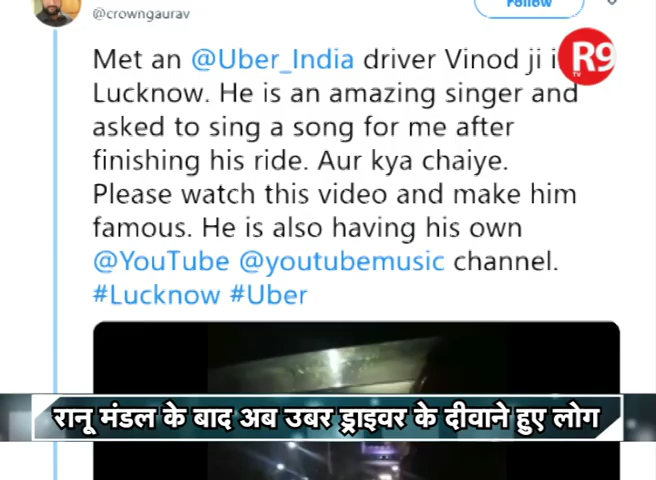 Follow
@crowngaurav
Met an @Uber_India driver Vinod ji
R9
TV
Lucknow. He is an amazing singer and
asked to sing a song for me after
finishing his ride. Aur kya chaiye.
Please watch this video and make him
famous. He is also having his own
@YouTube @youtubemusic channel.
#Lucknow #Uber
रानू मंडल के बाद अब उबर ड्राइवर के दीवाने हुए लोग